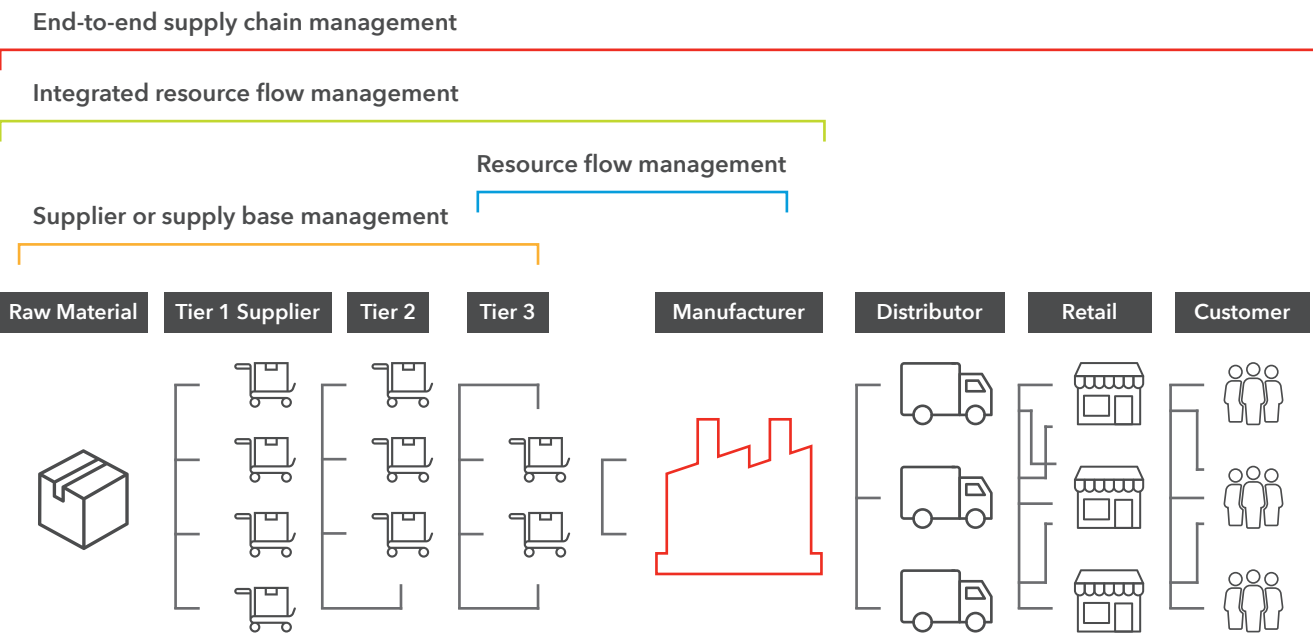 End-to-end supply chain management
Integrated resource flow management
Resource flow management
Supplier or supply base management
Raw Material
Tier 1 Supplier
Tier 2
Tier 3
Manufacturer
Distributor
Retail
Customer